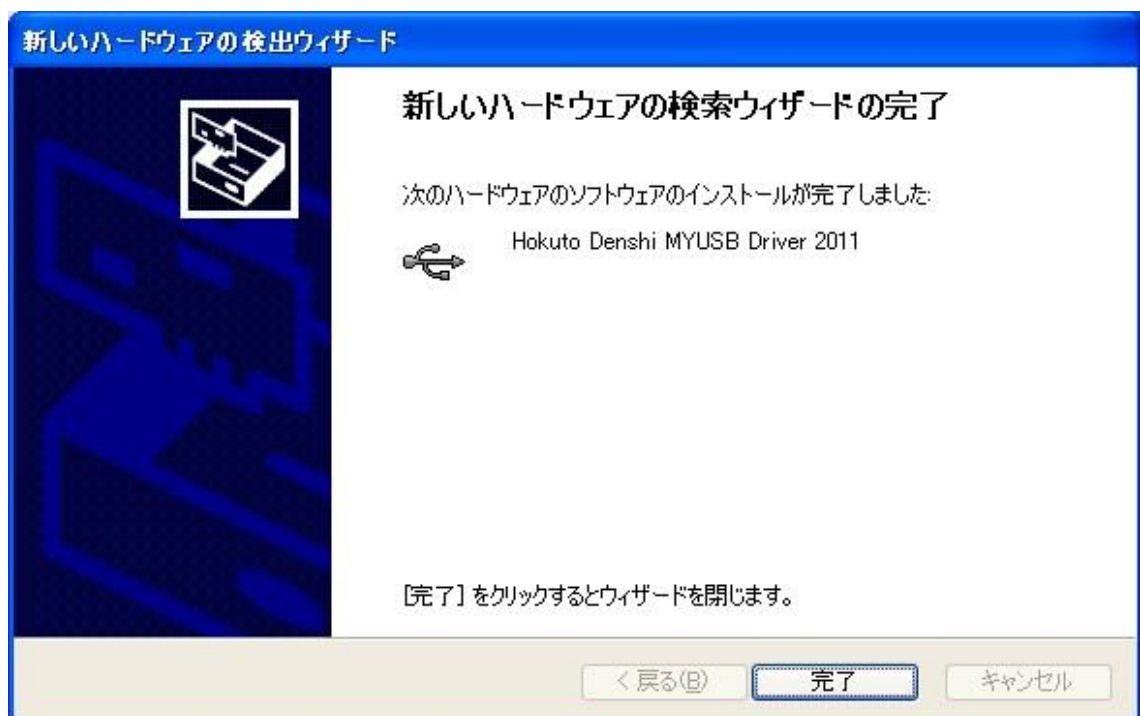 新しいハードウェアの検出ウィザード
新しいハードウェアの検索ウィザードの完了
次のハードウェアのソフトウェアのインストールが完了しました:
Hokuto Denshi MYUSB Driver 2011
[完了] をクリックするとウィザードを閉じます。
< 戻る(B)
完了
キャンセル